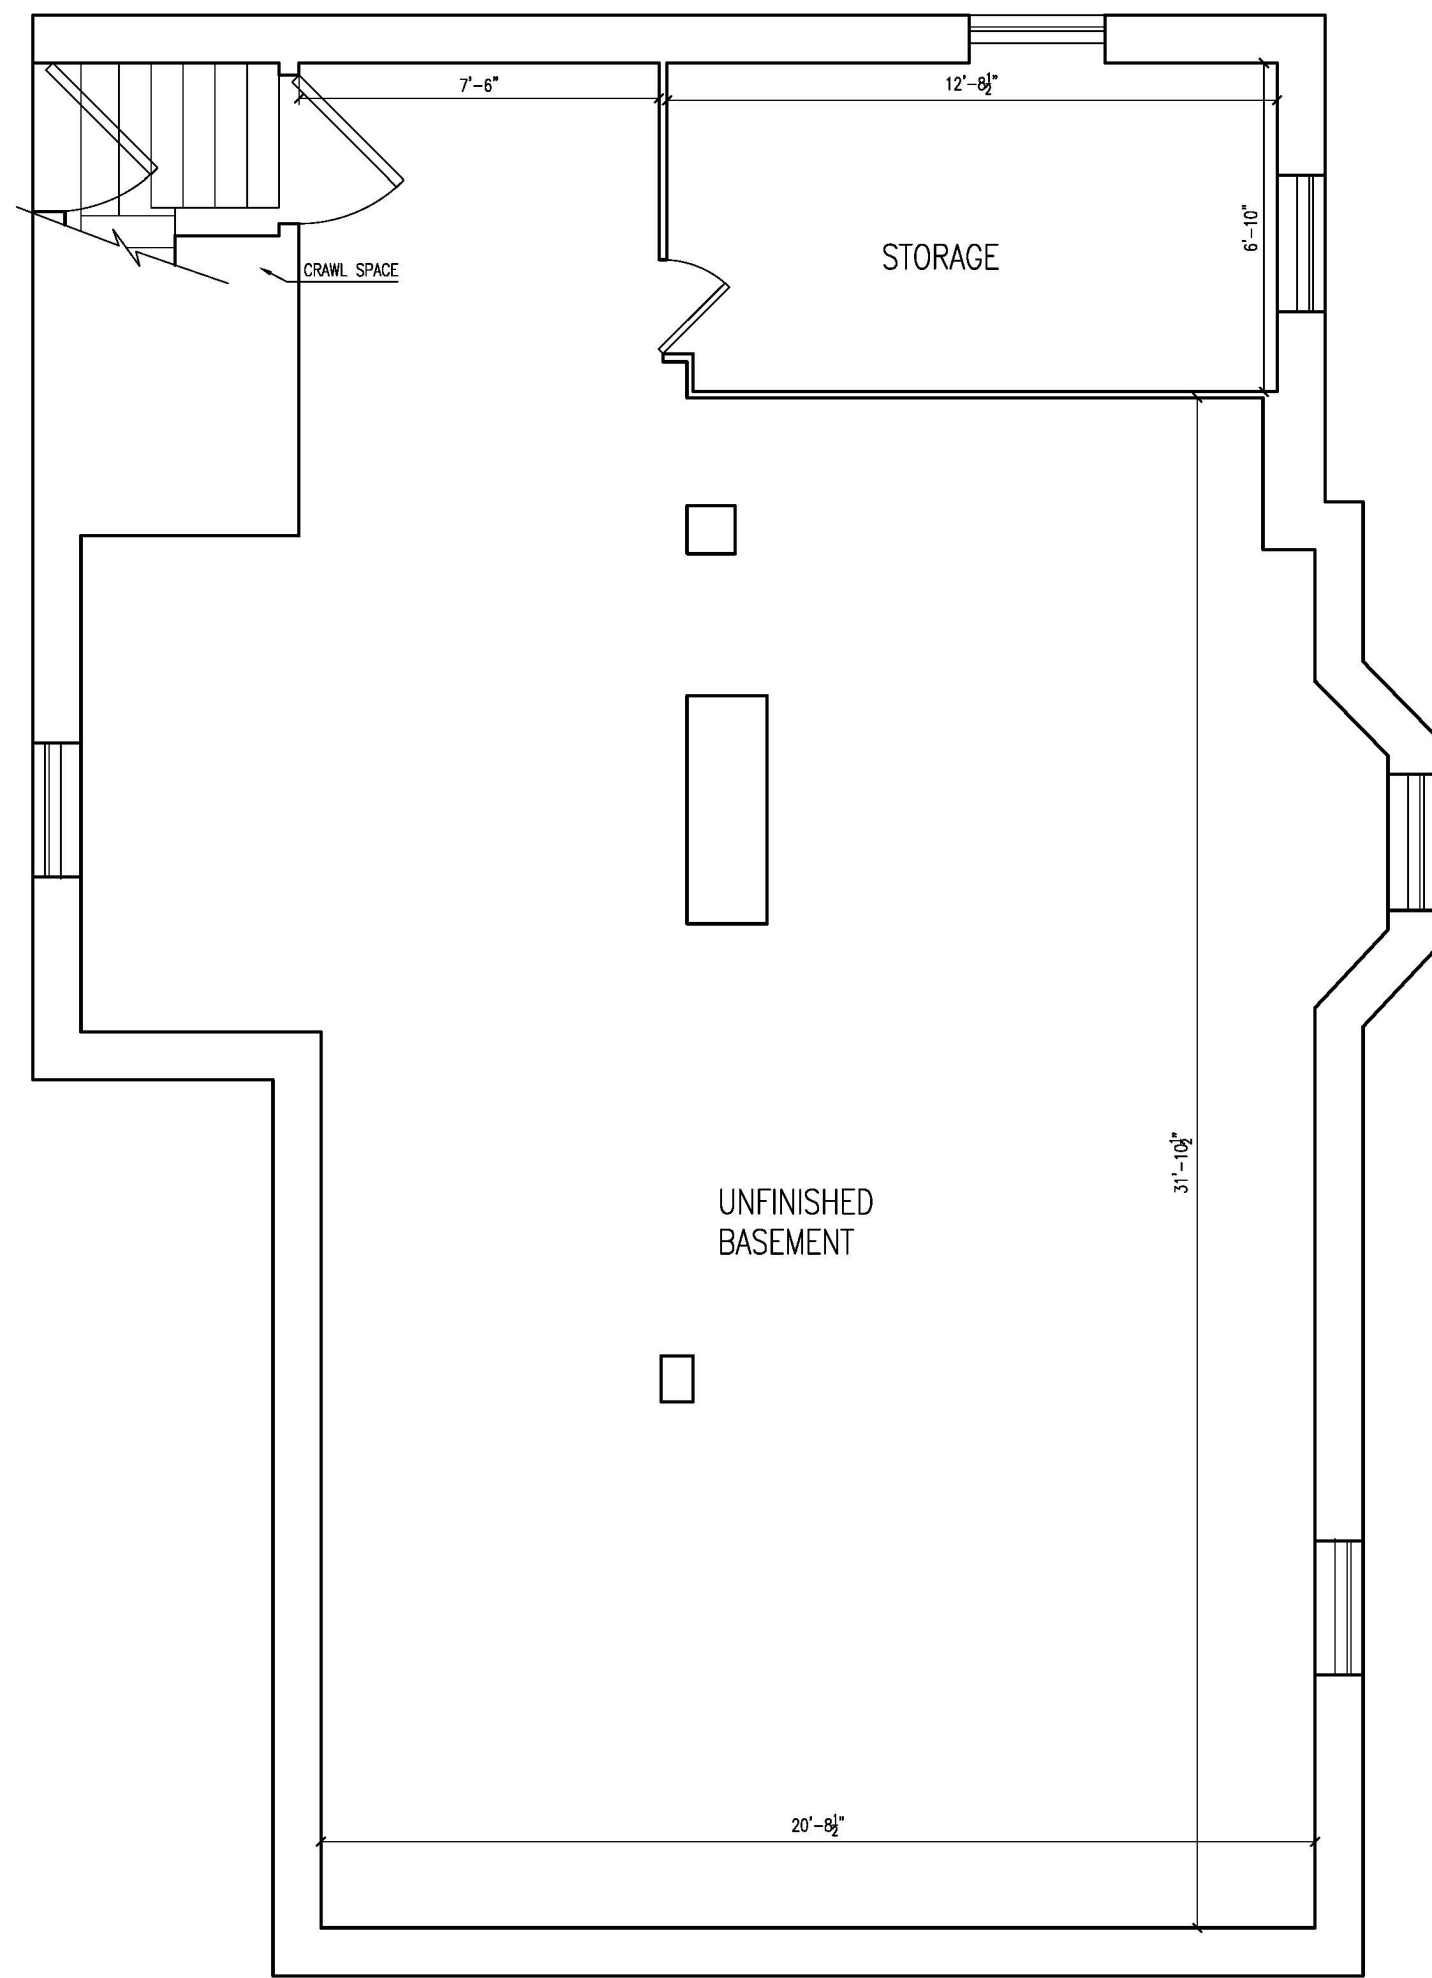 7'-6"
12'-8½"
6'-10"
STORAGE
CRAWL SPACE
31'-10½"
UNFINISHED
BASEMENT
20'-8½"